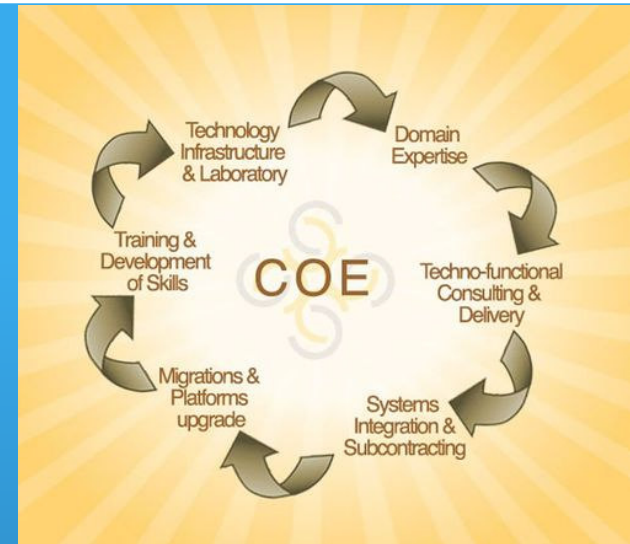 Technology
Infrastructure
& Laboratory
Domain
Expertise
Techno-functional
Consulting &
Delivery
Systems
Integration &
Subcontracting
Migrations &
Platforms
upgrade
Training &
Development
of Skills
COE